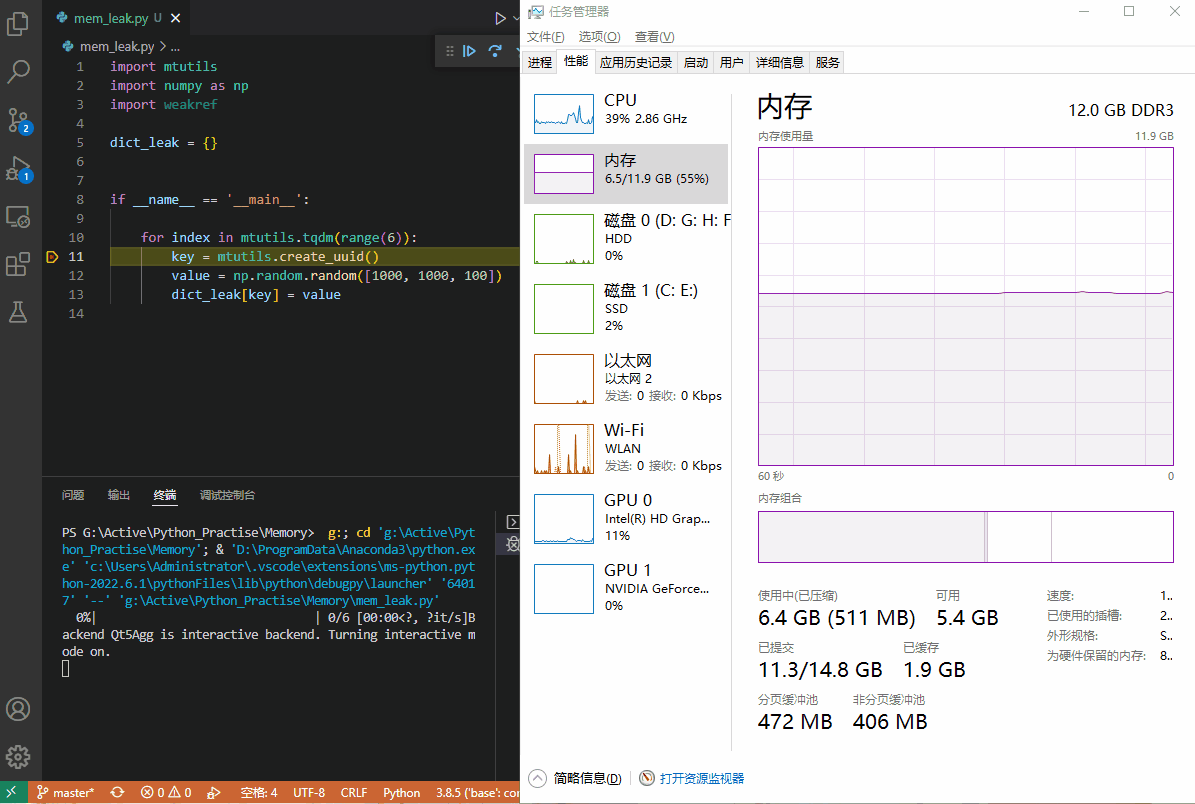 mem_leak.py U
mem_leak.py > ...
1 import mtutils
2 import numpy as np
3 import weakref
4
5 dict_leak = {}
6
7
8 if __name__ == '__main__':
9
10 for index in mtutils.tqdm(range(6)):
11 key = mtutils.create_uuid()
12 value = np.random.random([1000, 1000, 100])
13 dict_leak[key] = value
14
2
1
问题 输出 终端 调试控制台
PS G:\Active\Python_Practise\Memory> g:; cd 'g:\Active\Pyt
hon_Practise\Memory'; & 'D:\ProgramData\Anaconda3\python.ex
e' 'c:\Users\Administrator\.vscode\extensions\ms-python.pyt
hon-2022.6.1\pythonFiles\lib\python\debugpy\launcher' '6401
7' '--' 'g:\Active\Python_Practise\Memory\mem_leak.py'
0%| | 0/6 [00:00<?, ?it/s]B
ackend Qt5Agg is interactive backend. Turning interactive m
ode on.
master* 0 0 空格: 4 UTF-8 CRLF Python 3.8.5 ('base': con
任务管理器
文件(F) 选项(O) 查看(V)
进程 性能 应用历史记录 启动 用户 详细信息 服务
CPU
39% 2.86 GHz
内存
6.5/11.9 GB (55%)
磁盘 0 (D: G: H: F
HDD
0%
磁盘 1 (C: E:)
SSD
2%
以太网
以太网 2
发送: 0 接收: 0 Kbps
Wi-Fi
WLAN
发送: 0 接收: 0 Kbps
GPU 0
Intel(R) HD Grap...
11%
GPU 1
NVIDIA GeForce...
0%
内存 12.0 GB DDR3
内存使用量 11.9 GB
60 秒 0
内存组合
使用中(已压缩) 可用
6.4 GB (511 MB) 5.4 GB
已提交 已缓存
11.3/14.8 GB 1.9 GB
分页缓冲池 非分页缓冲池
472 MB 406 MB
速度: 1..
已使用的插槽: 2..
外形规格: S..
为硬件保留的内存: 8..
简略信息(D) 打开资源监视器